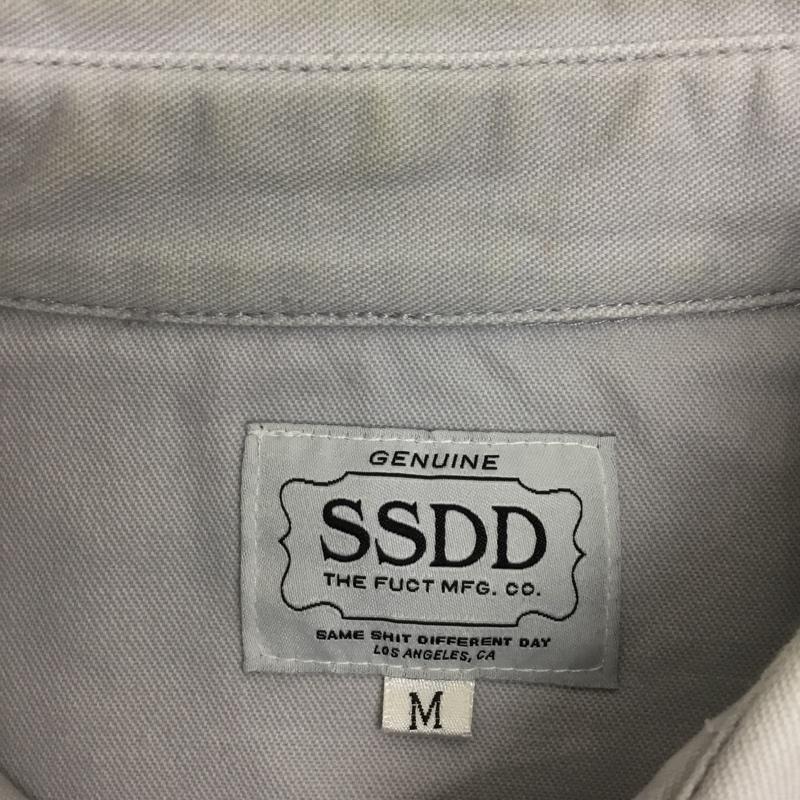 GENUINE
SSDD
THE FUCT MFG. CO.
SAME SHIT DIFFERENT DAY
LOS ANGELES, CA
M